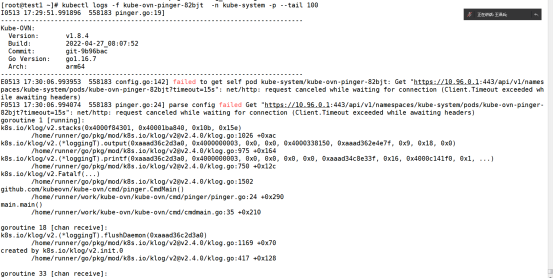 [root@test1 ~]# kubectl logs -f kube-ovn-pinger-82bjt  -n kube-system -p --tail 100
I0513 17:29:51.991896  558183 pinger.go:19]
-------------------------------------------------------------------------------
Kube-OVN:
  Version:       v1.8.4
  Build:         2022-04-27_08:07:52
  Commit:        git-9b96bac
  Go Version:    go1.16.7
  Arch:          arm64
-------------------------------------------------------------------------------
E0513 17:30:06.993953  558183 config.go:142] failed to get self pod kube-system/kube-ovn-pinger-82bjt: Get "https://10.96.0.1:443/api/v1/names
paces/kube-system/pods/kube-ovn-pinger-82bjt?timeout=15s": net/http: request canceled while waiting for connection (Client.Timeout exceeded wh
ile awaiting headers)
F0513 17:30:06.994074  558183 pinger.go:24] parse config failed Get "https://10.96.0.1:443/api/v1/namespaces/kube-system/pods/kube-ovn-pinger-
82bjt?timeout=15s": net/http: request canceled while waiting for connection (Client.Timeout exceeded while awaiting headers)
goroutine 1 [running]:
k8s.io/klog/v2.stacks(0x4000f84301, 0x40001ba840, 0x10b, 0x15e)
        /home/runner/go/pkg/mod/k8s.io/klog/v2@v2.4.0/klog.go:1026 +0xac
k8s.io/klog/v2.(*loggingT).output(0xaaad36c2d3a0, 0x4000000003, 0x0, 0x0, 0x4000338150, 0xaaad362e4e7f, 0x9, 0x18, 0x0)
        /home/runner/go/pkg/mod/k8s.io/klog/v2@v2.4.0/klog.go:975 +0x164
k8s.io/klog/v2.(*loggingT).printf(0xaaad36c2d3a0, 0x4000000003, 0x0, 0x0, 0x0, 0x0, 0xaaad34c8e33f, 0x16, 0x4000c141f0, 0x1, ...)
        /home/runner/go/pkg/mod/k8s.io/klog/v2@v2.4.0/klog.go:750 +0x12c
k8s.io/klog/v2.Fatalf(...)
        /home/runner/go/pkg/mod/k8s.io/klog/v2@v2.4.0/klog.go:1502
github.com/kubeovn/kube-ovn/cmd/pinger.CmdMain()
        /home/runner/work/kube-ovn/kube-ovn/cmd/pinger/pinger.go:24 +0x290
main.main()
        /home/runner/work/kube-ovn/kube-ovn/cmd/cmdmain.go:35 +0x210

goroutine 18 [chan receive]:
k8s.io/klog/v2.(*loggingT).flushDaemon(0xaaad36c2d3a0)
        /home/runner/go/pkg/mod/k8s.io/klog/v2@v2.4.0/klog.go:1169 +0x70
created by k8s.io/klog/v2.init.0
        /home/runner/go/pkg/mod/k8s.io/klog/v2@v2.4.0/klog.go:417 +0x128

goroutine 33 [chan receive]: